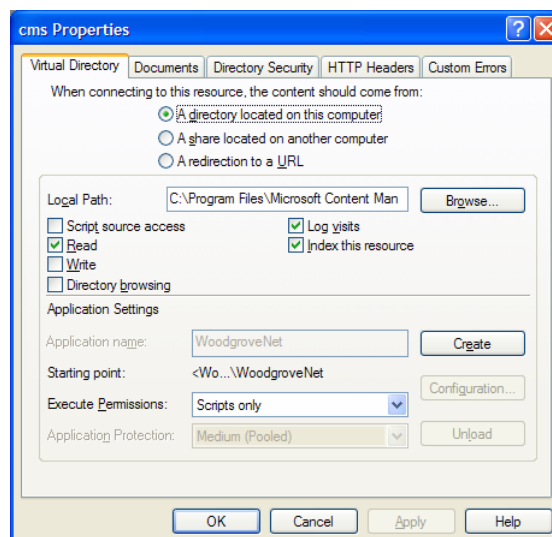 cms Properties
Virtual Directory Documents Directory Security HTTP Headers Custom Errors
When connecting to this resource, the content should come from:
A directory located on this computer
A share located on another computer
A redirection to a URL
Local Path: C:\Program Files\Microsoft Content Man Browse...
Script source access Log visits
Read Index this resource
Write
Directory browsing
Application Settings
Application name: WoodgroveNet Create
Starting point: <Wo...\WoodgroveNet
Configuration...
Execute Permissions: Scripts only
Application Protection: Medium (Pooled) Unload
OK Cancel Apply Help